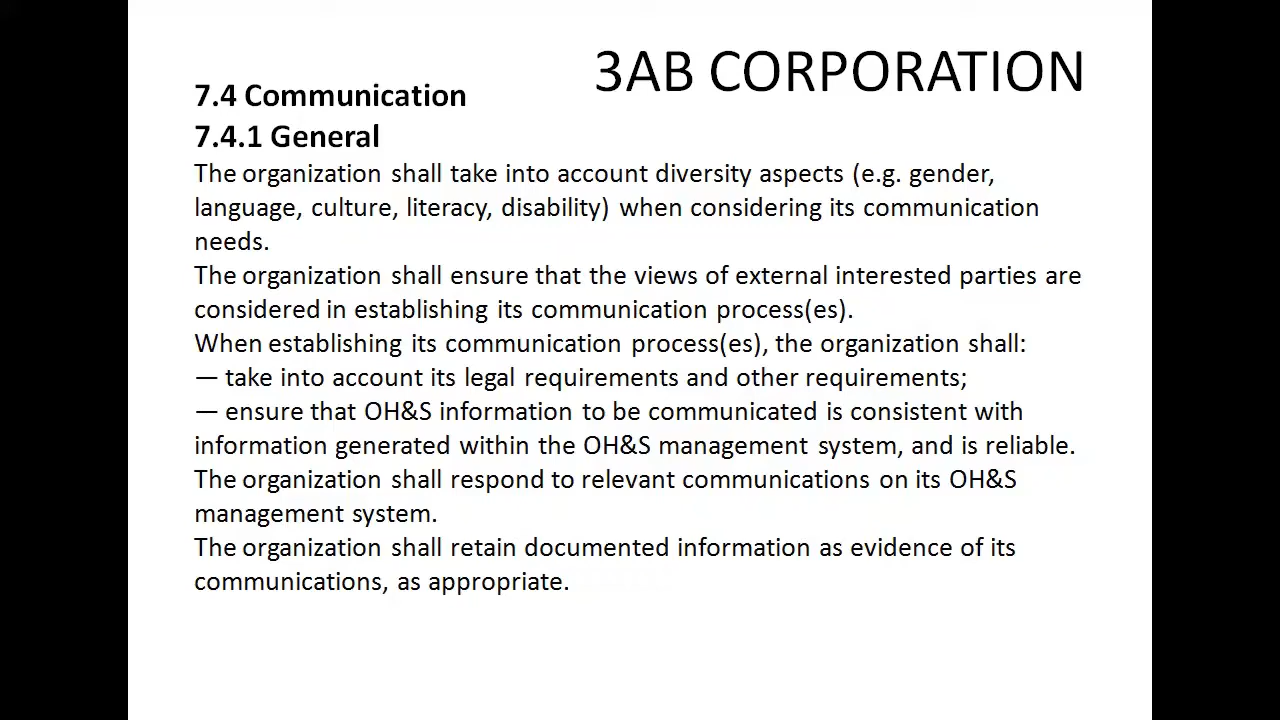 3AB CORPORATION
7.4 Communication
7.4.1 General
The organization shall take into account diversity aspects (e.g. gender,
language, culture, literacy, disability) when considering its communication
needs.
The organization shall ensure that the views of external interested parties are
considered in establishing its communication process(es).
When establishing its communication process(es), the organization shall:
— take into account its legal requirements and other requirements;
— ensure that OH&S information to be communicated is consistent with
information generated within the OH&S management system, and is reliable.
The organization shall respond to relevant communications on its OH&S
management system.
The organization shall retain documented information as evidence of its
communications, as appropriate.